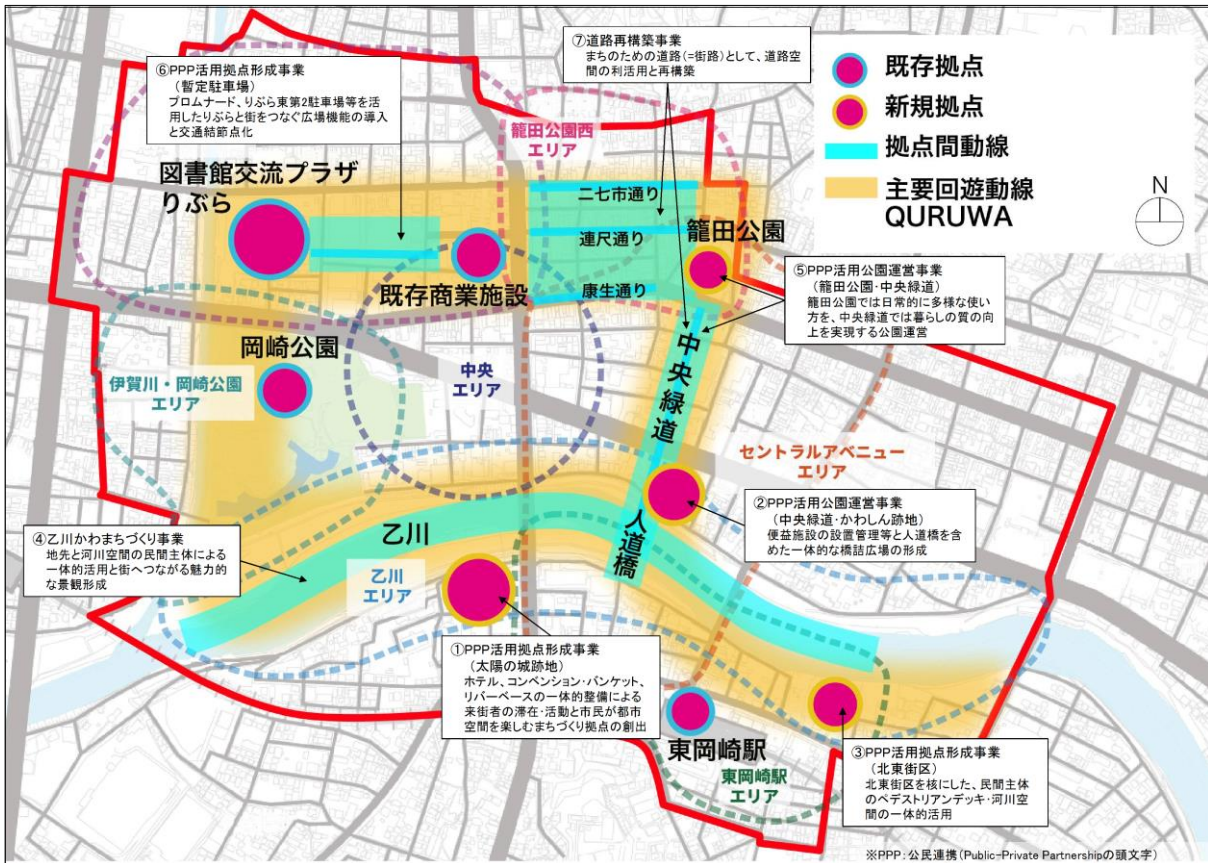 ⑥PPP活用拠点形成事業
(暫定駐車場)
プロムナード、りぶら東第2駐車場等を活
用したりぶらと街をつなぐ広場機能の導入
と交通結節点化
⑦道路再構築事業
まちのための道路(=街路)として、道路空
間の利活用と再構築
既存拠点
新規拠点
拠点間動線
主要回遊動線
QURUWA
N
図書館交流プラザ
りぶら
籠田公園西
エリア
二七市通り
連尺通り
康生通り
籠田公園
既存商業施設
⑤PPP活用公園運営事業
(籠田公園・中央緑道)
籠田公園では日常的に多様な使い
方を、中央緑道では暮らしの質の向
上を実現する公園運営
岡崎公園
伊賀川・岡崎公園
エリア
中央
エリア
中央緑道
セントラルアベニュー
エリア
②PPP活用公園運営事業
(中央緑道・かわしん跡地)
便益施設の設置管理等と人道橋を含
めた一体的な橋詰広場の形成
人道橋
④乙川かわまちづくり事業
地先と河川空間の民間主体による
一体的活用と街へつながる魅力的
な景観形成
乙川
乙川
エリア
①PPP活用拠点形成事業
(太陽の城跡地)
ホテル、コンベンション・バンケット、
リバーベースの一体的整備による
来街者の滞在・活動と市民が都市
空間を楽しむまちづくり拠点の創出
東岡崎駅
東岡崎駅
エリア
③PPP活用拠点形成事業
(北東街区)
北東街区を核にした、民間主体
のペデストリアンデッキ・河川空
間の一体的活用
※PPP:公民連携(Public-Private Partnershipの頭文字)